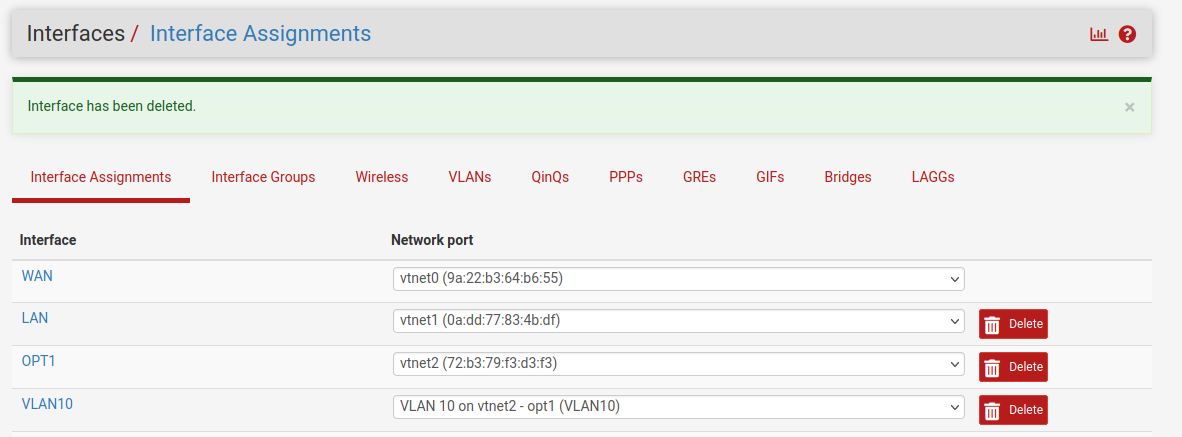 Interfaces / Interface Assignments
Interface has been deleted.
×
Interface Assignments Interface Groups Wireless VLANs QinQs PPPs GREs GIFs Bridges LAGGs
Interface Network port
WAN vtnet0 (9a:22:b3:64:b6:55)
LAN vtnet1 (0a:dd:77:83:4b:df) Delete
OPT1 vtnet2 (72:b3:79:f3:d3:f3) Delete
VLAN10 VLAN 10 on vtnet2 - opt1 (VLAN10) Delete